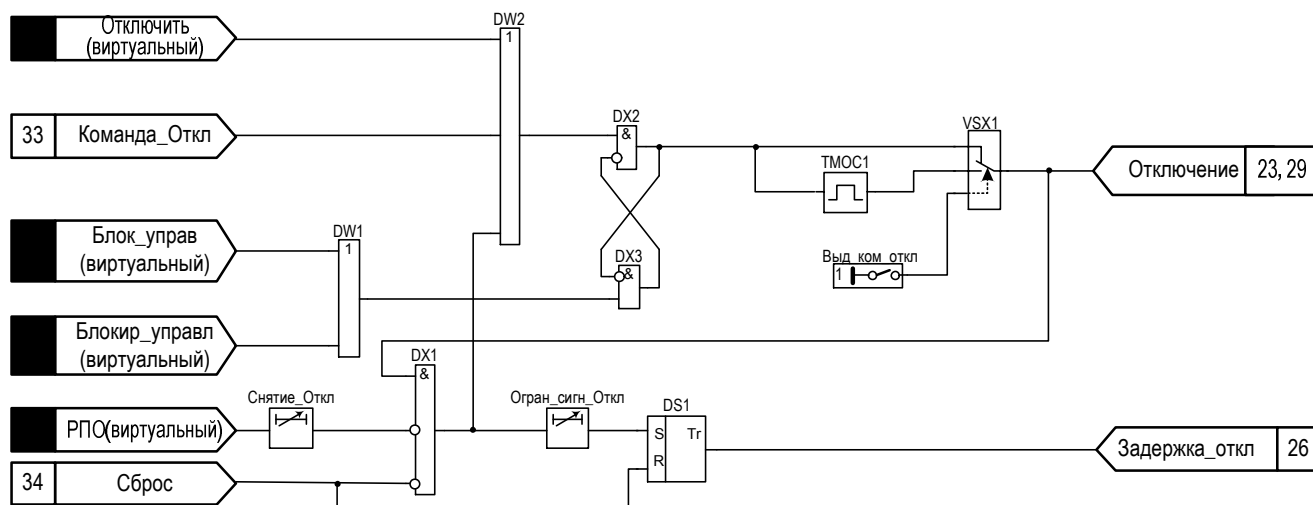 Отключить
(виртуальный)
DW2
1
33 Команда_Откл
DX2
&
VSX1
TMOC1
Отключение 23, 29
Блок_управ
(виртуальный)
DW1
1
DX3
&
Выд_ком_откл
1
Блокир_управл
(виртуальный)
DX1
&
Снятие_Откл
Огран_сигн_Откл
DS1
РПО(виртуальный)
S Tr
R
Задержка_откл 26
34 Сброс